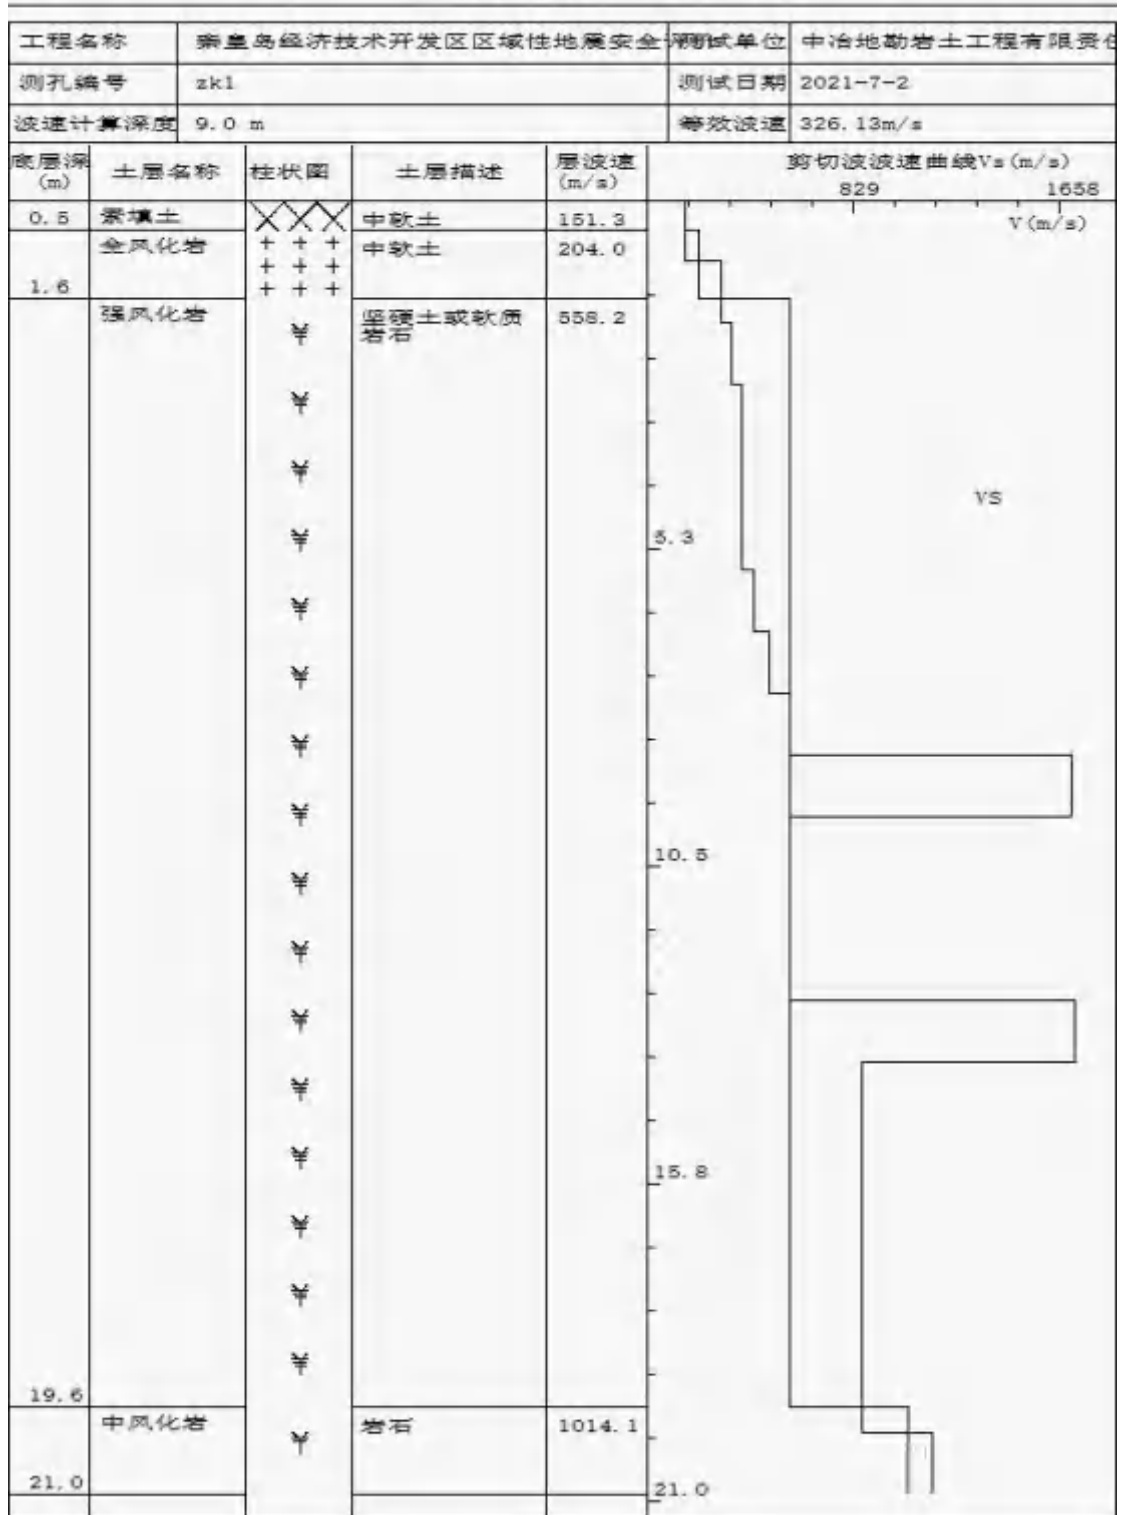 工程名称 秦皇岛经济技术开发区区域性地震安全 测试单位 中冶地勘岩土工程有限责任
测孔编号 zk1 测试日期 2021-7-2
波速计算深度 9.0 m 等效波速 326.13m/s
底层深(m) 土层名称 柱状图 土层描述 层波速(m/s) 剪切波波速曲线Vs(m/s)
829 1658
V(m/s)
0.5 素填土 中软土 151.3
全风化岩 中软土 204.0
1.6
强风化岩 坚硬土或软质 558.2
岩石
VS
5.3
10.5
15.8
19.6
中风化岩 岩石 1014.1
21.0 21.0